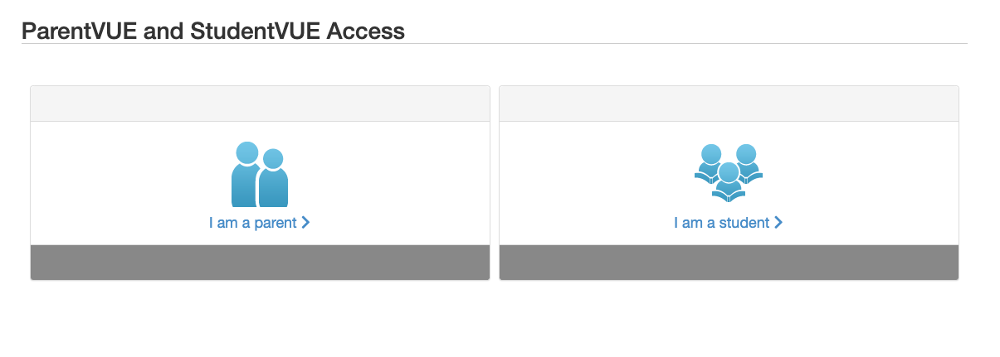 ParentVUE and StudentVUE Access
I am a parent
I am a student